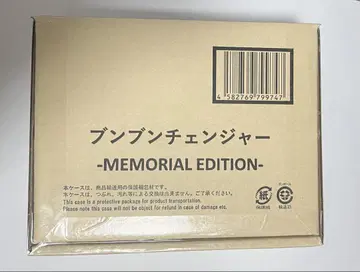 4 582769 799747
ブンブンチェンジャー
-MEMORIAL EDITION-
本ケースは、商品輸送用の保護梱包材です。
本ケースは、つぶれ、汚れ等による交換は出来ません。ご了承ください。
This case is a protective package for product transportation.
Please note this case will not be object for refund in case of damage etc.
紙